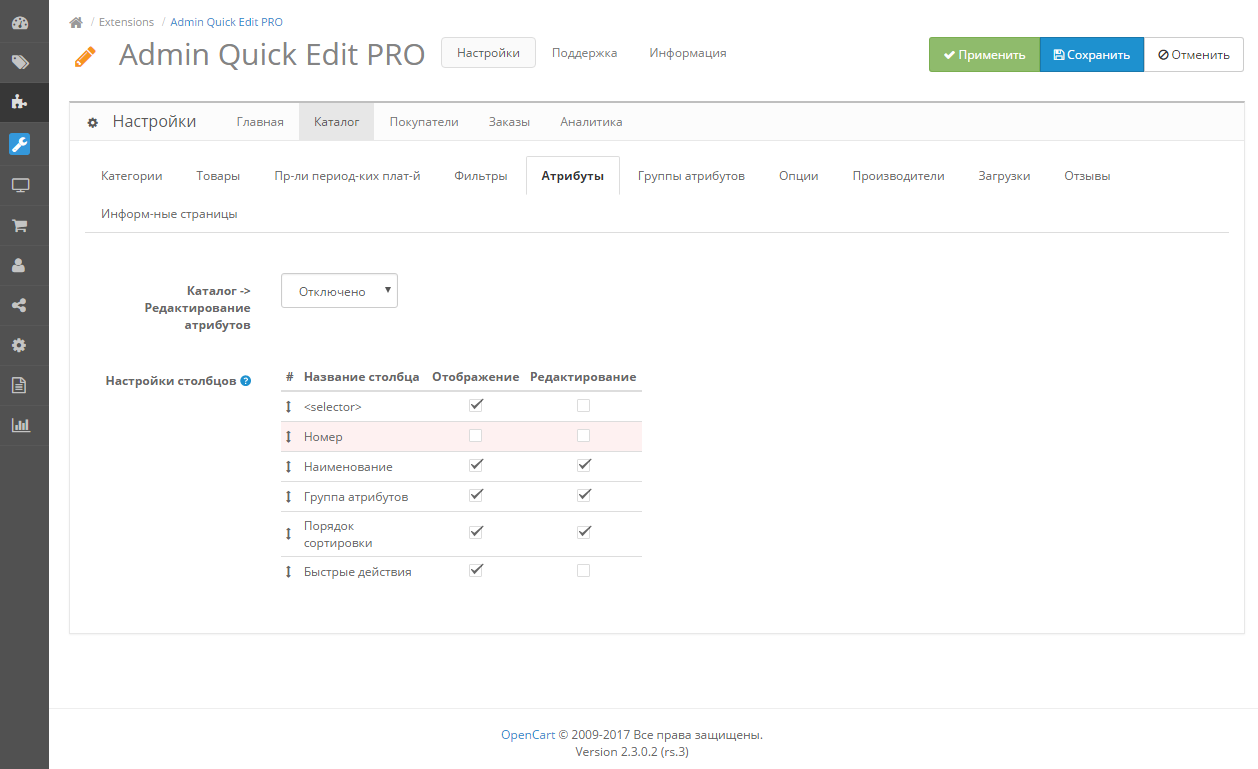 / Extensions / Admin Quick Edit PRO
Admin Quick Edit PRO Настройки Поддержка Информация Применить Сохранить Отменить
Настройки Главная Каталог Покупатели Заказы Аналитика
Категории Товары Пр-ли период-ких плат-й Фильтры Атрибуты Группы атрибутов Опции Производители Загрузки Отзывы
Информ-ные страницы
Каталог -> Отключено
Редактирование
атрибутов
Настройки столбцов ?
# Название столбца Отображение Редактирование
<selector>
Номер
Наименование
Группа атрибутов
Порядок
сортировки
Быстрые действия
OpenCart © 2009-2017 Все права защищены.
Version 2.3.0.2 (rs.3)